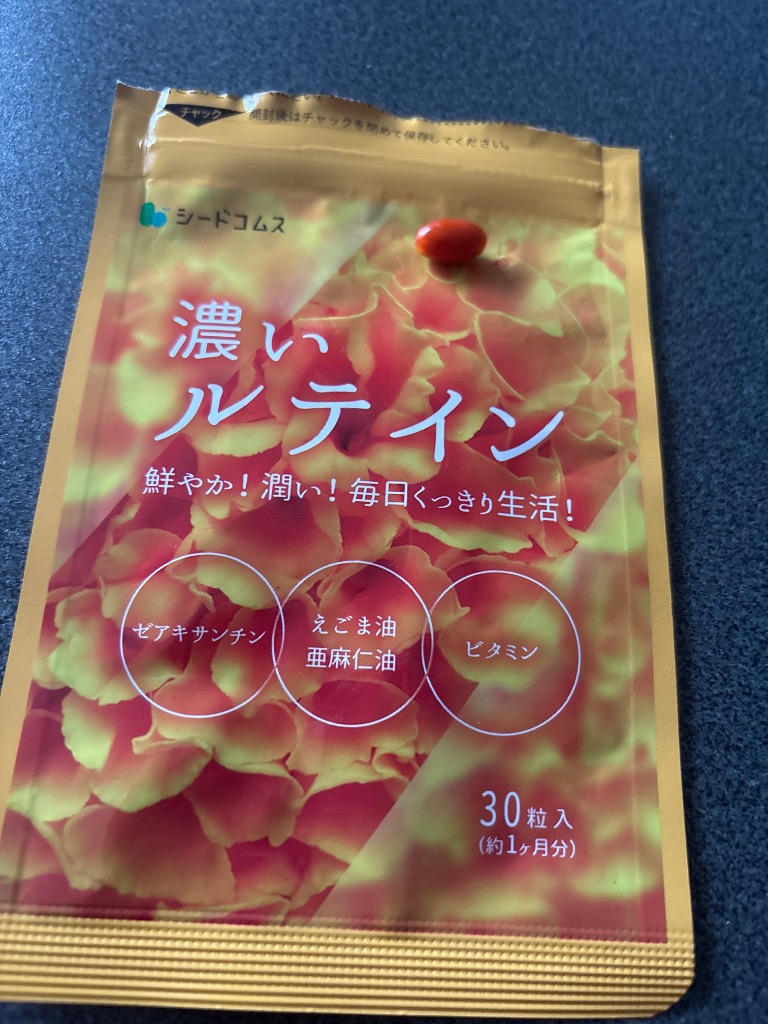 チャック
開封後はチャックを閉めて保存してください。
シードコムス
濃い
ルテイン
鮮やか！潤い！毎日くっきり生活！
ゼアキサンチン
えごま油
亜麻仁油
ビタミン
30粒入
(約1ヶ月分)